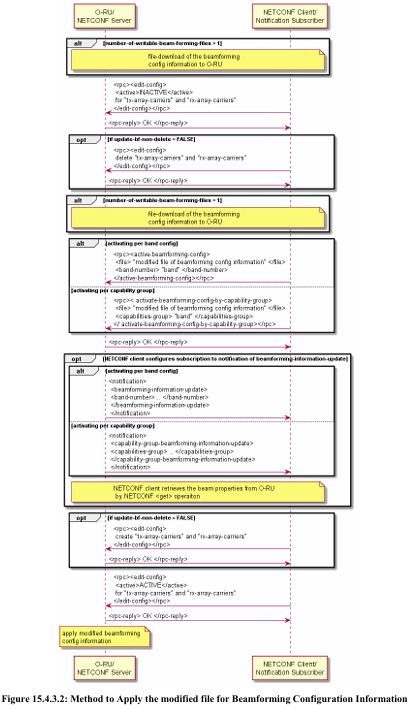 O-RU/
NETCONF Server
NETCONF Client/
Notification Subscriber
alt [number-of-writable-beam-forming-files > 1]
file-download of the beamforming
config information to O-RU
<rpc><edit-config>
<active>INACTIVE</active>
for "tx-array-carriers" and "rx-array-carriers"
</edit-config></rpc>
<rpc-reply> OK </rpc-reply>
opt [if update-bf-non-delete = FALSE]
<rpc><edit-config>
delete "tx-array-carriers" and "rx-array-carriers"
</edit-config></rpc>
<rpc-reply> OK </rpc-reply>
alt [number-of-writable-beam-forming-files = 1]
file-download of the beamforming
config information to O-RU
alt [activating per band config]
<rpc><active-beamforming-config>
<file> "modified file of beamforming config information" </file>
<band-number> "band" </band-number>
</active-beamforming-config></rpc>
[activating per capability group]
<rpc>< activate-beamforming-config-by-capability-group>
<file> "modified file of beamforming config information" </file>
<capabilities-group> "band" </capabilities-group>
</ activate-beamforming-config-by-capability-group></rpc>
<rpc-reply> OK </rpc-reply>
opt [NETCONF client configures subscription to notification of beamforming-information-update]
alt [activating per band config]
<notification>
<beamforming-information-update>
<band-number> .. </band-number>
</beamforming-information-update>
</notification>
[activating per capability group]
<notification>
<capability-group-beamforming-information-update>
<capabilities-group> .. </capabilities-group>
</capability-group-beamforming-information-update>
</notification>
NETCONF client retrieves the beam properties from O-RU
by NETCONF <get> operaiton
opt [if update-bf-non-delete = FALSE]
<rpc><edit-config>
create "tx-array-carriers" and "rx-array-carriers"
</edit-config></rpc>
<rpc-reply> OK </rpc-reply>
<rpc><edit-config>
<active>ACTIVE</active>
for "tx-array-carriers" and "rx-array-carriers"
</edit-config></rpc>
<rpc-reply> OK </rpc-reply>
apply modified beamforming
config information
O-RU/
NETCONF Server
NETCONF Client/
Notification Subscriber
Figure 15.4.3.2: Method to Apply the modified file for Beamforming Configuration Information